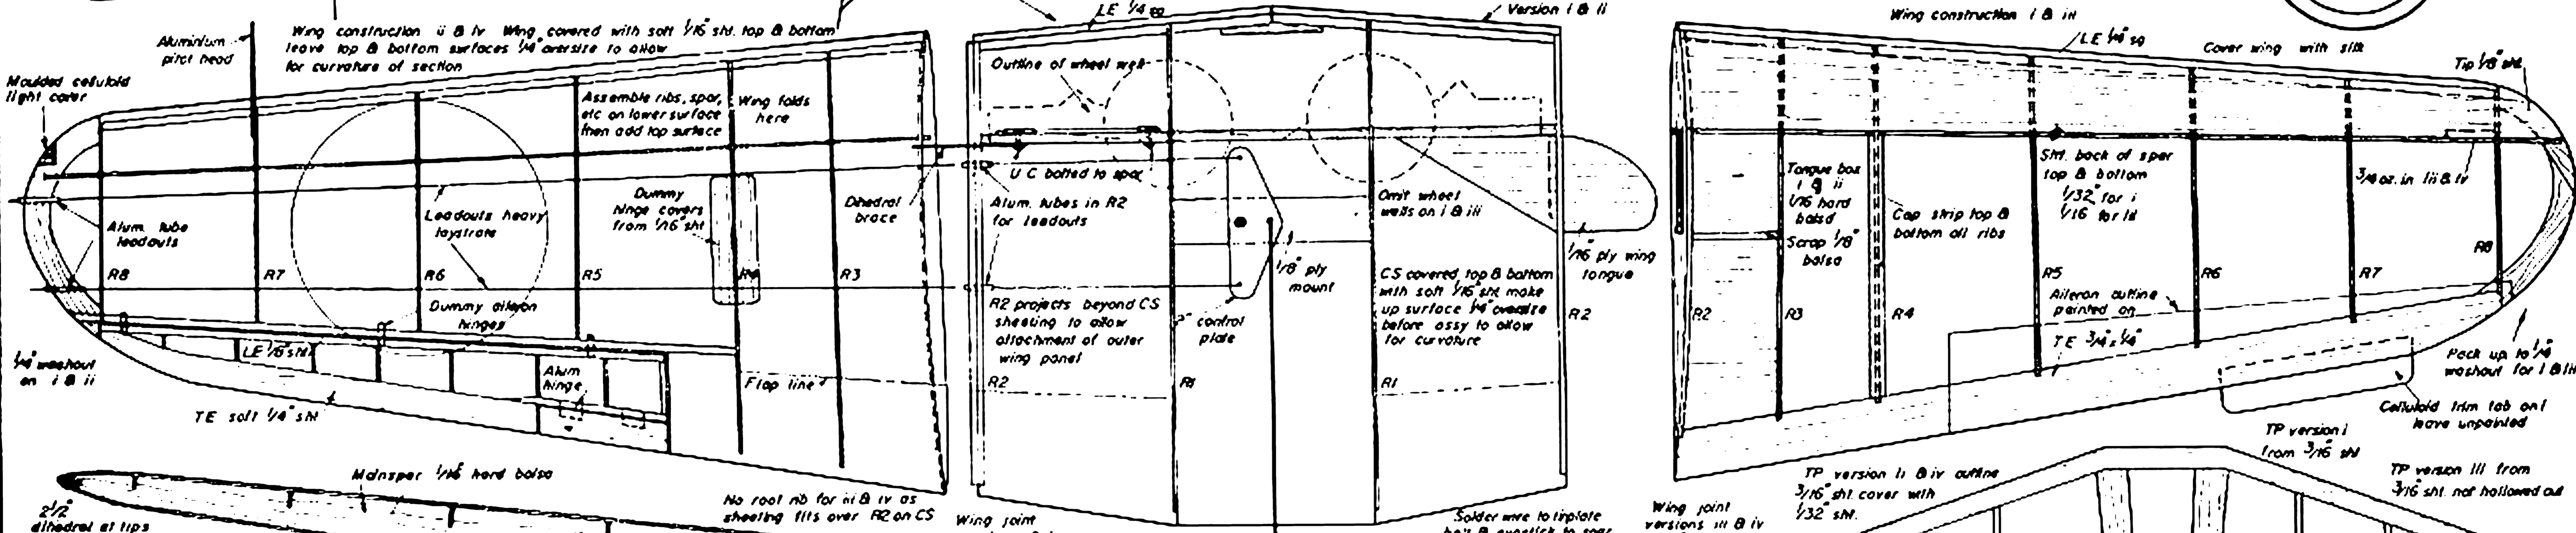 Aluminium
pitot head
Wing construction ii & iv Wing covered with soft 1/16" sht. top & bottom
leave top & bottom surfaces 1/4" oversize to allow
for curvature of section
Moulded celluloid
light cover
Assemble ribs, spar,
etc on lower surface
then add top surface
Wing folds
here
Alum. tube
leadouts
Leadouts heavy
laystrate
Dummy
hinge covers
from 1/16" sht
Dihedral
brace
R8
R7
R6
R5
R4
R3
Dummy aileron
hinges
1/4" washout
on i & ii
LE 1/8" sht
Alum
hinge
Flap line
TE soft 1/4" sht
Mainspar 1/16" hard balsa
2 1/2"
dihedral at tips
No root rib for iii & iv as
sheeting fits over R2 on CS
LE 1/4 sq
Version i & ii
Outline of wheel well
U C bolted to spar
Alum. tubes in R2
for leadouts
Omit wheel
wells on i & iii
1/8" ply
mount
1/16" ply wing
tongue
R2 projects beyond CS
sheeting to allow
attachment of outer
wing panel
2" control
plate
CS covered top & bottom
with soft 1/16" sht. make
up surface 1/4" oversize
before assy to allow
for curvature
R2
R2
R1
R1
Wing joint
Solder wire to tinplate
Wing joint
versions iii & iv
Wing construction i & iii
LE 1/4" sq
Cover wing with silk
Tip 1/8" sht.
Tongue box
i & ii
1/16 hard
balsa
Scrap 1/8"
balsa
Cap strip top &
bottom all ribs
Sht. back of spar
top & bottom
1/32" for i
1/16 for iii
3/4 oz. in iii & iv
R2
R3
R4
R5
R6
R7
R8
Aileron outline
painted on
TE 3/4" x 1/4"
Pack up to 1/4"
washout for i & iii
Celluloid trim tab on i
leave unpainted
TP version i
from 3/16" sht
TP version ii & iv outline
3/16" sht. cover with
1/32" sht.
TP version iii from
3/16" sht. not hollowed out